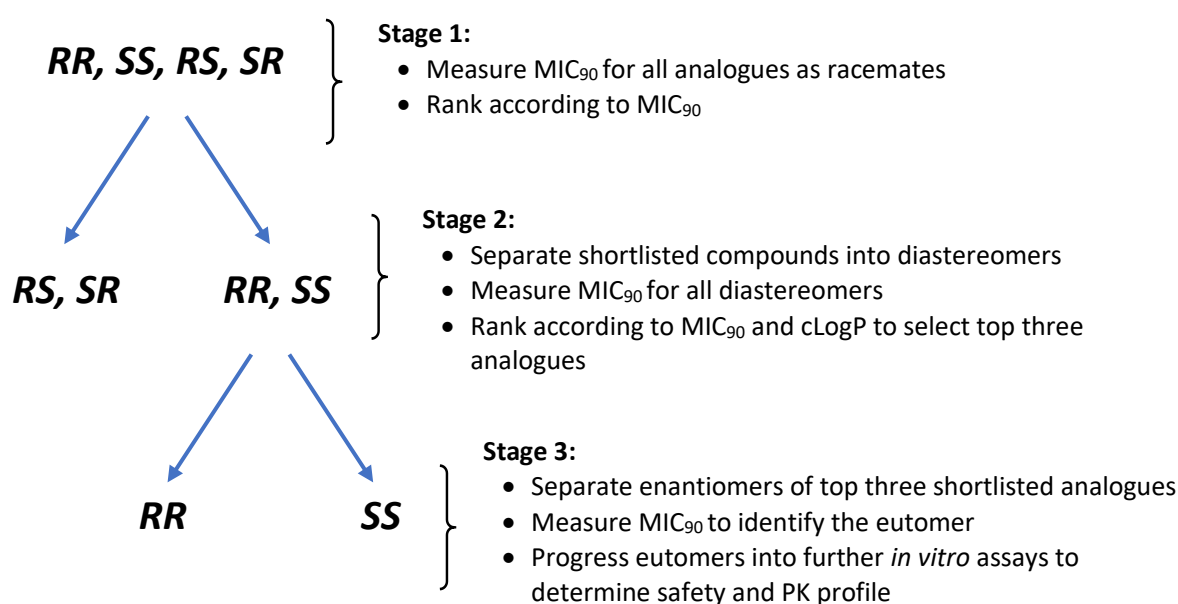 RR, SS, RS, SR
Stage 1:
• Measure MIC₉₀ for all analogues as racemates
• Rank according to MIC₉₀
RS, SR
RR, SS
Stage 2:
• Separate shortlisted compounds into diastereomers
• Measure MIC₉₀ for all diastereomers
• Rank according to MIC₉₀ and cLogP to select top three
analogues
RR
SS
Stage 3:
• Separate enantiomers of top three shortlisted analogues
• Measure MIC₉₀ to identify the eutomer
• Progress eutomers into further in vitro assays to
determine safety and PK profile